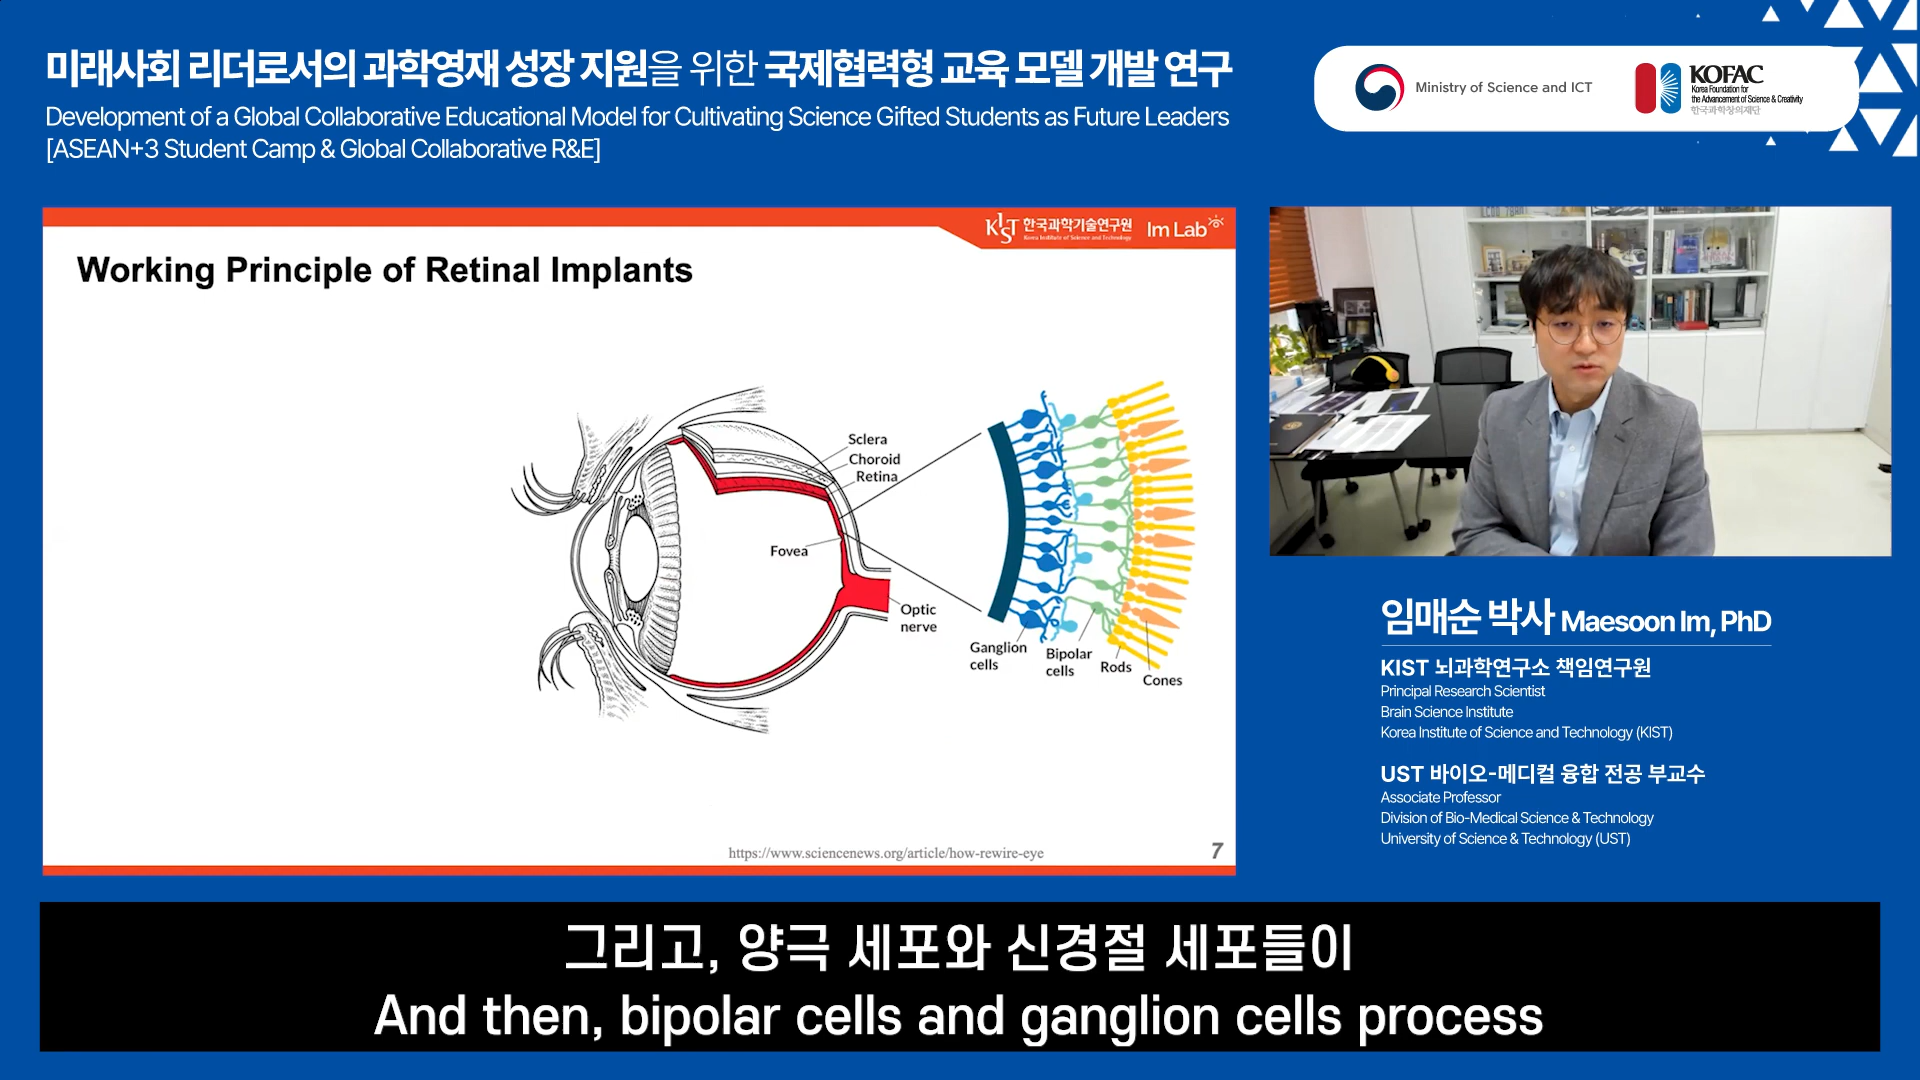 미래사회 리더로서의 과학영재 성장 지원을 위한 국제협력형 교육 모델 개발 연구
Development of a Global Collaborative Educational Model for Cultivating Science Gifted Students as Future Leaders
[ASEAN+3 Student Camp & Global Collaborative R&E]
Ministry of Science and ICT
KOFAC
Korea Foundation for
the Advancement of Science & Creativity
한국과학창의재단
KIST 한국과학기술연구원
Korea Institute of Science and Technology
Im Lab
Working Principle of Retinal Implants
Sclera
Choroid
Retina
Fovea
Optic
nerve
Ganglion
cells
Bipolar
cells
Rods
Cones
https://www.sciencenews.org/article/how-rewire-eye
7
임매순 박사 Maesoon Im, PhD
KIST 뇌과학연구소 책임연구원
Principal Research Scientist
Brain Science Institute
Korea Institute of Science and Technology (KIST)
UST 바이오-메디컬 융합 전공 부교수
Associate Professor
Division of Bio-Medical Science & Technology
University of Science & Technology (UST)
그리고, 양극 세포와 신경절 세포들이
And then, bipolar cells and ganglion cells process